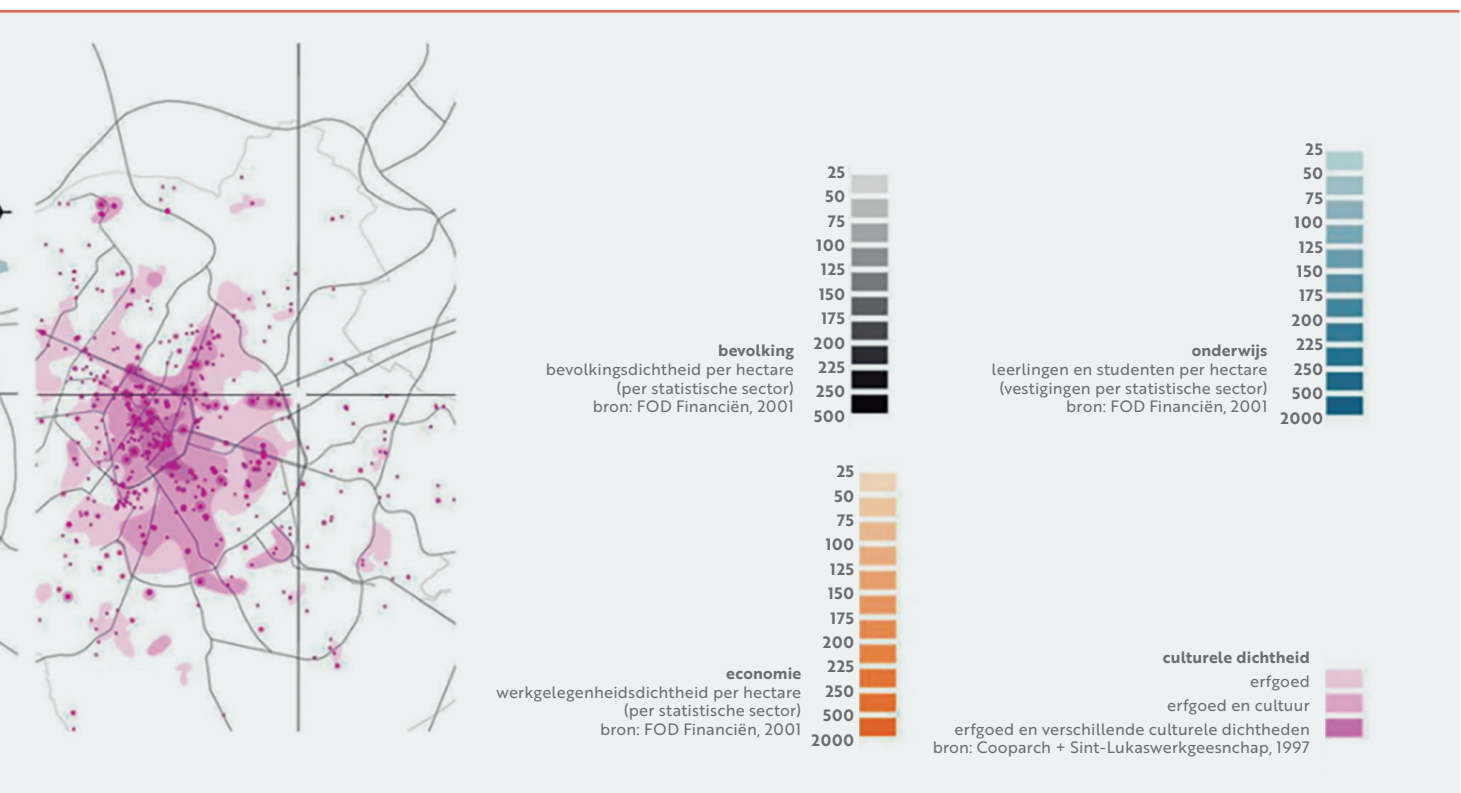 25
50
75
100
125
150
175
200
225
250
500
bevolking
bevolkingsdichtheid per hectare
(per statistische sector)
bron: FOD Financiën, 2001
25
50
75
100
125
150
175
200
225
250
500
2000
onderwijs
leerlingen en studenten per hectare
(vestigingen per statistische sector)
bron: FOD Financiën, 2001
25
50
75
100
125
150
175
200
225
250
500
2000
economie
werkgelegenheidsdichtheid per hectare
(per statistische sector)
bron: FOD Financiën, 2001
culturele dichtheid
erfgoed
erfgoed en cultuur
erfgoed en verschillende culturele dichtheden
bron: Cooparch + Sint-Lukaswerkgeesnchap, 1997